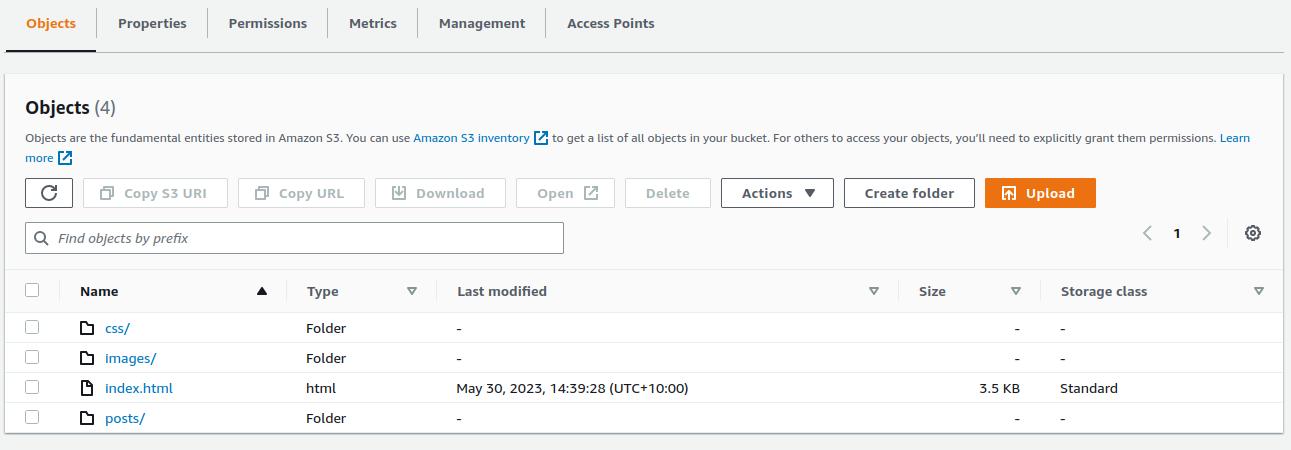 Objects Properties Permissions Metrics Management Access Points
Objects (4)
Objects are the fundamental entities stored in Amazon S3. You can use Amazon S3 inventory to get a list of all objects in your bucket. For others to access your objects, you'll need to explicitly grant them permissions. Learn
more
Copy S3 URI Copy URL Download Open Delete Actions Create folder Upload
Find objects by prefix 1
Name Type Last modified Size Storage class
css/ Folder - - -
images/ Folder - - -
index.html html May 30, 2023, 14:39:28 (UTC+10:00) 3.5 KB Standard
posts/ Folder - - -